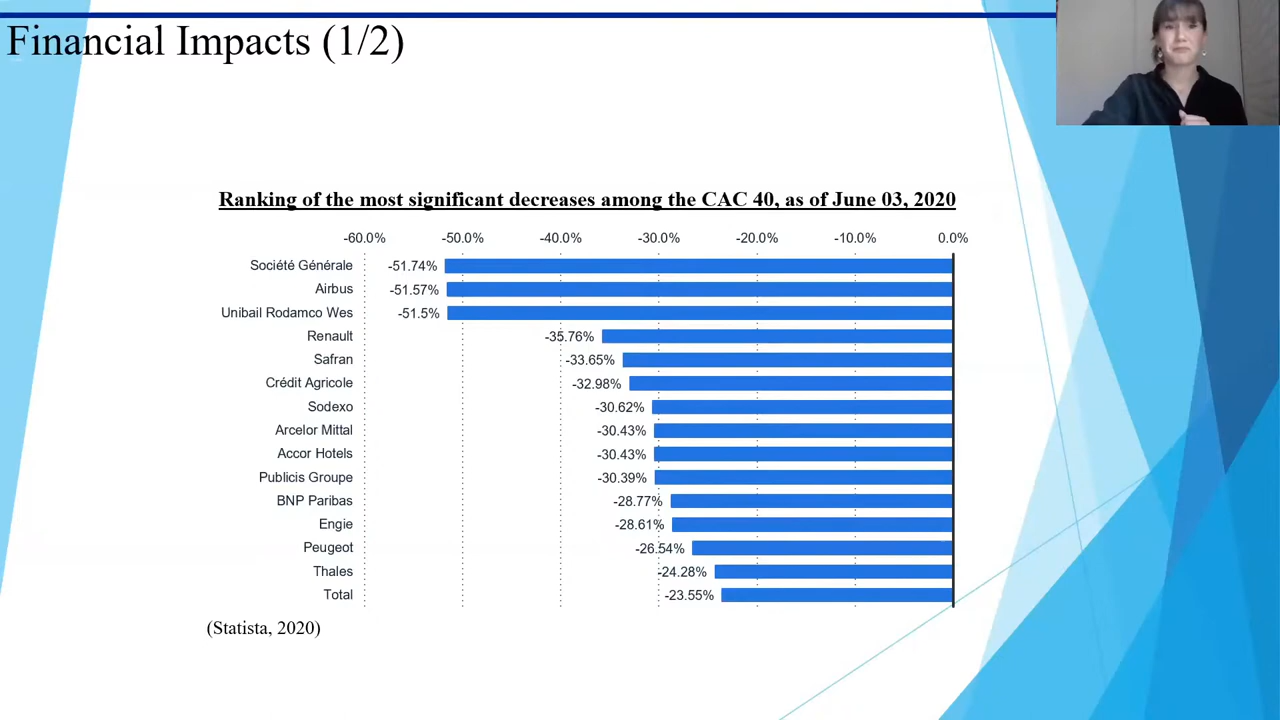 Financial Impacts (1/2)
Ranking of the most significant decreases among the CAC 40, as of June 03, 2020
-60.0% -50.0% -40.0% -30.0% -20.0% -10.0% 0.0%
Société Générale -51.74%
Airbus -51.57%
Unibail Rodamco Wes -51.5%
Renault -35.76%
Safran -33.65%
Crédit Agricole -32.98%
Sodexo -30.62%
Arcelor Mittal -30.43%
Accor Hotels -30.43%
Publicis Groupe -30.39%
BNP Paribas -28.77%
Engie -28.61%
Peugeot -26.54%
Thales -24.28%
Total -23.55%
(Statista, 2020)